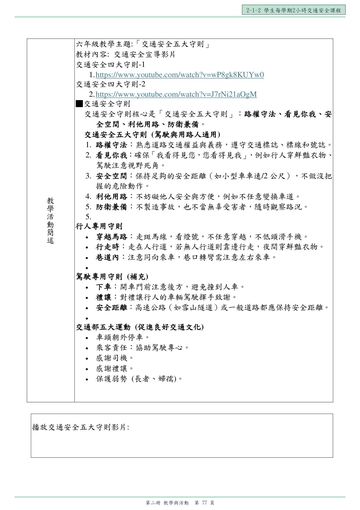 2-1-2 學生每學期2小時交通安全課程
教學活動簡述
六年級教學主題:「交通安全五大守則」
教材內容: 交通安全宣導影片
交通安全四大守則-1
1.https://www.youtube.com/watch?v=wP8gk8KUYw0
交通安全四大守則-2
2.https://www.youtube.com/watch?v=J7rNi21aOgM
■交通安全守則
交通安全守則核心是「交通安全五大守則」：路權守法、看見你我、安
全空間、利他用路、防衛兼備。
交通安全五大守則 (駕駛與用路人通用)
1. 路權守法：熟悉道路交通權益與義務，遵守交通標誌、標線和號誌。
2. 看見你我：確保「我看得見您，您看得見我」，例如行人穿鮮豔衣物，
駕駛注意視野死角。
3. 安全空間：保持足夠的安全距離（如小型車車速/2 公尺），不做沒把
握的危險動作。
4. 利他用路：不妨礙他人安全與方便，例如不任意變換車道。
5. 防衛兼備：不製造事故，也不當無辜受害者，隨時觀察路況。
5.
行人專用守則
• 穿越馬路：走斑馬線，看燈號，不任意穿越，不低頭滑手機。
• 行走時：走在人行道，若無人行道則靠邊行走，夜間穿鮮豔衣物。
• 巷道內：注意同向來車，巷口轉彎需注意左右來車。
•
駕駛專用守則 (補充)
• 下車：開車門前注意後方，避免撞到人車。
• 禮讓：對禮讓行人的車輛駕駛揮手致謝。
• 安全距離：高速公路（如雪山隧道）或一般道路都應保持安全距離。
•
交通部五大運動 (促進良好交通文化)
• 車頭朝外停車。
• 乘客責任：協助駕駛專心。
• 感謝司機。
• 感謝禮讓。
• 保護弱勢 (長者、婦孺)。
播放交通安全五大守則影片:
第二冊 教學與活動 第 77 頁